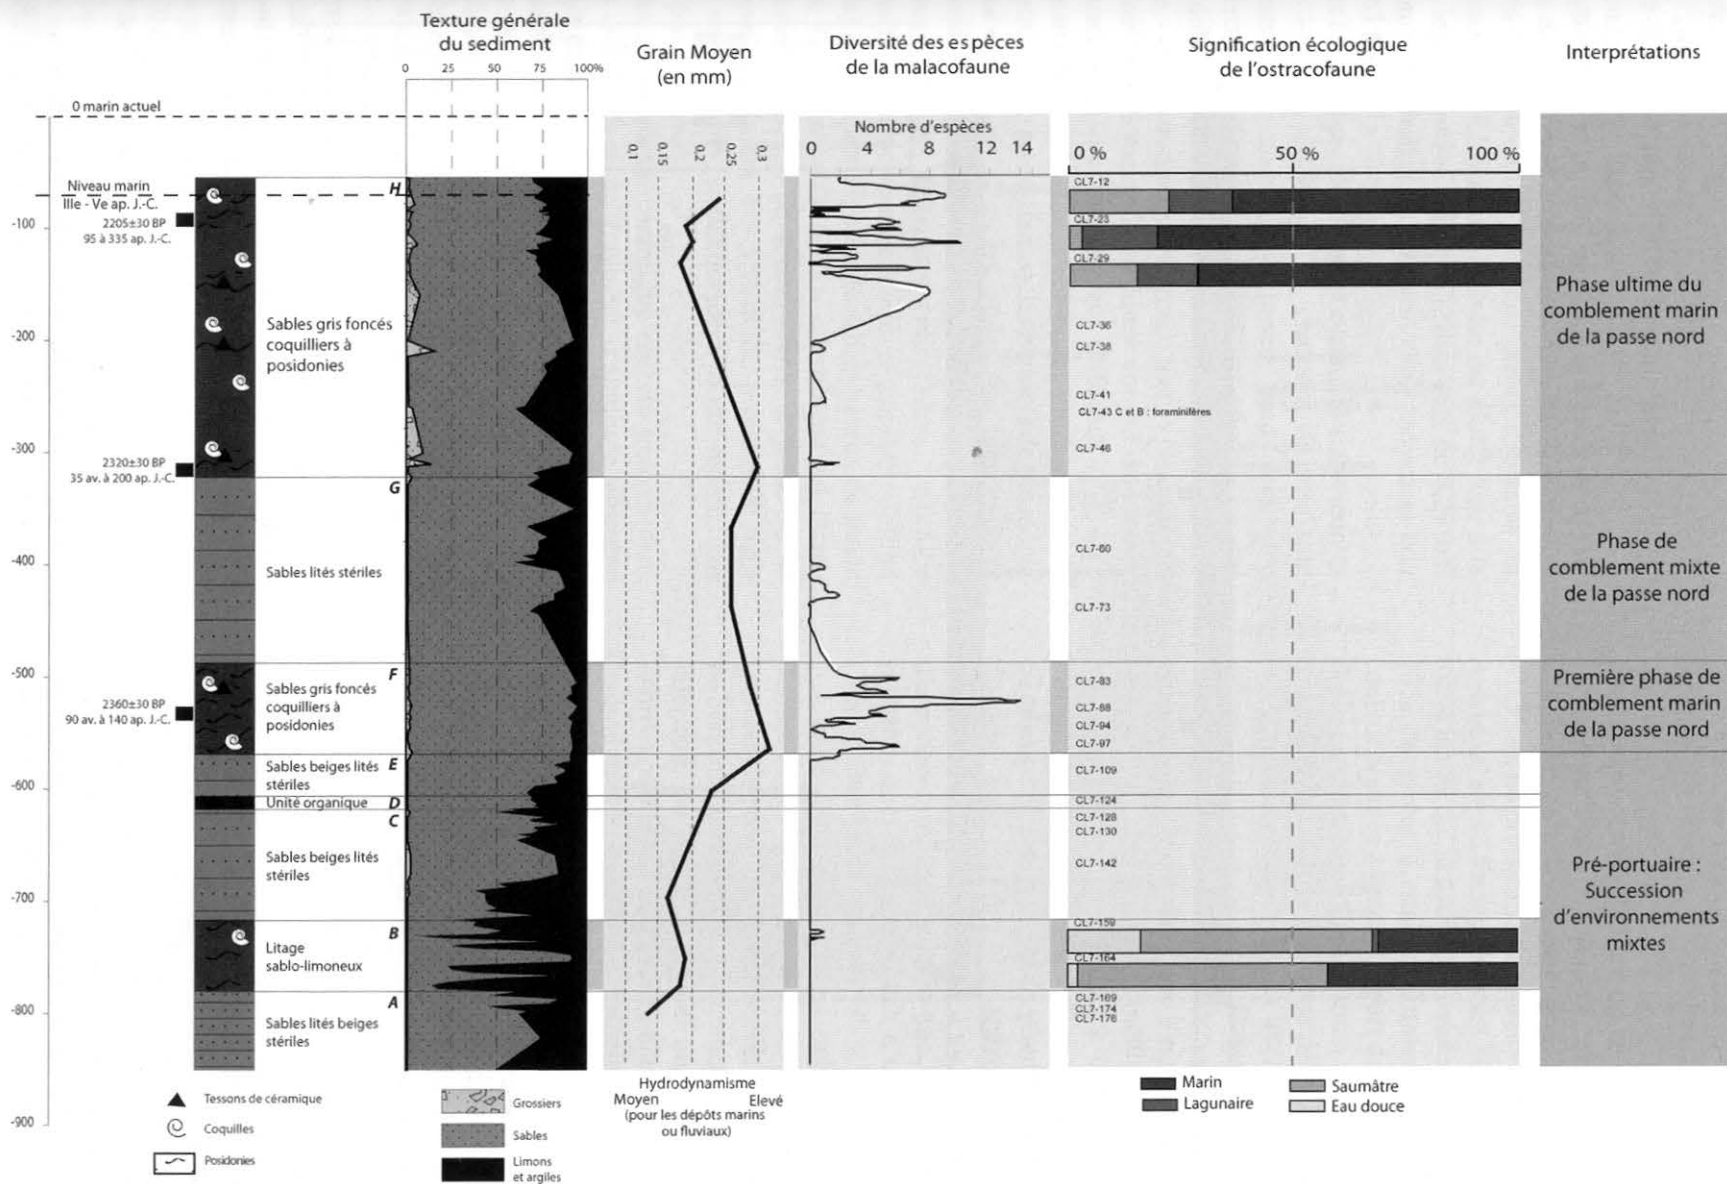 Texture générale
du sediment
0 25 50 75 100%
Grain Moyen
(en mm)
0,1 0,15 0,2 0,25 0,3
Diversité des espèces
de la malacofaune
Nombre d'espèces
0 4 8 12 14
Signification écologique
de l'ostracofaune
0 % 50 % 100 %
Interprétations
0 marin actuel
Niveau marin
IIIe - Ve ap. J.-C.
2205±30 BP
95 à 335 ap. J.-C.
2320±30 BP
35 av. à 200 ap. J.-C.
2360±30 BP
90 av. à 140 ap. J.-C.
-100
-200
-300
-400
-500
-600
-700
-800
-900
H
Sables gris foncés
coquilliers à
posidonies
G
Sables lités stériles
F
Sables gris foncés
coquilliers à
posidonies
E
Sables beiges lités
stériles
Unité organique D
C
Sables beiges lités
stériles
B
Litage
sablo-limoneux
A
Sables lités beiges
stériles
CL7-12
CL7-23
CL7-29
CL7-36
CL7-38
CL7-41
CL7-43 C et B : foraminifères
CL7-46
CL7-60
CL7-73
CL7-83
CL7-88
CL7-94
CL7-97
CL7-109
CL7-124
CL7-128
CL7-130
CL7-142
CL7-159
CL7-164
CL7-169
CL7-174
CL7-176
Phase ultime du
comblement marin
de la passe nord
Phase de
comblement mixte
de la passe nord
Première phase de
comblement marin
de la passe nord
Pré-portuaire :
Succession
d'environnements
mixtes
Tessons de céramique
Coquilles
Posidonies
Grossiers
Sables
Limons
et argiles
Hydrodynamisme
Moyen Elevé
(pour les dépôts marins
ou fluviaux)
Marin
Lagunaire
Saumâtre
Eau douce